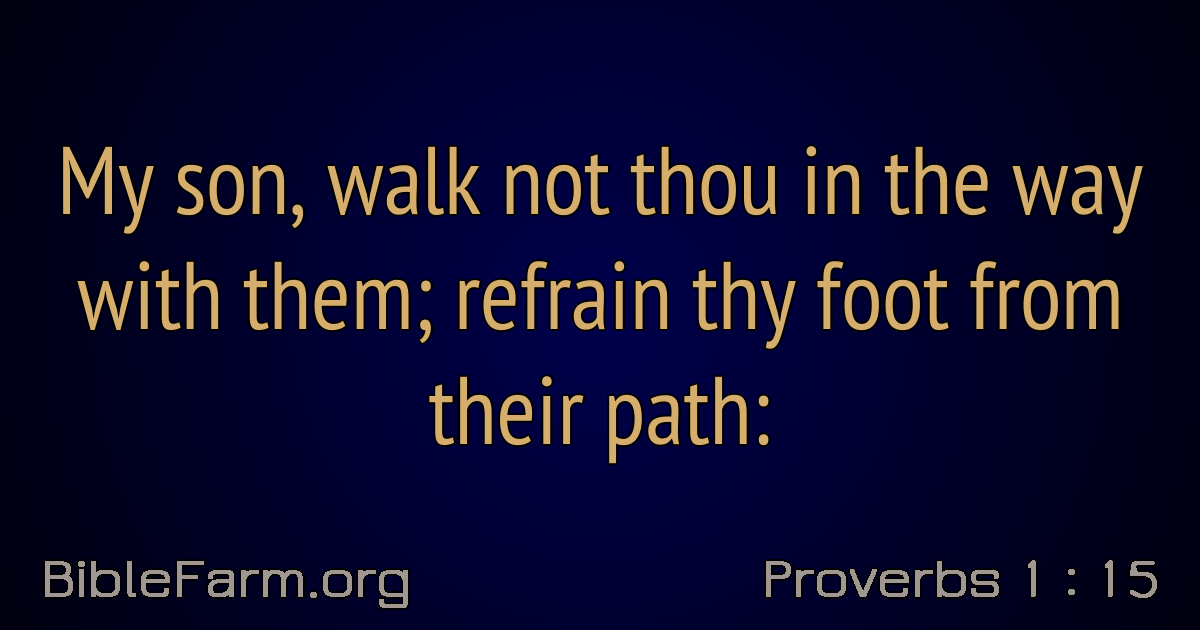 My son, walk not thou in the way
with them; refrain thy foot from
their path:
BibleFarm.org
Proverbs 1 : 15